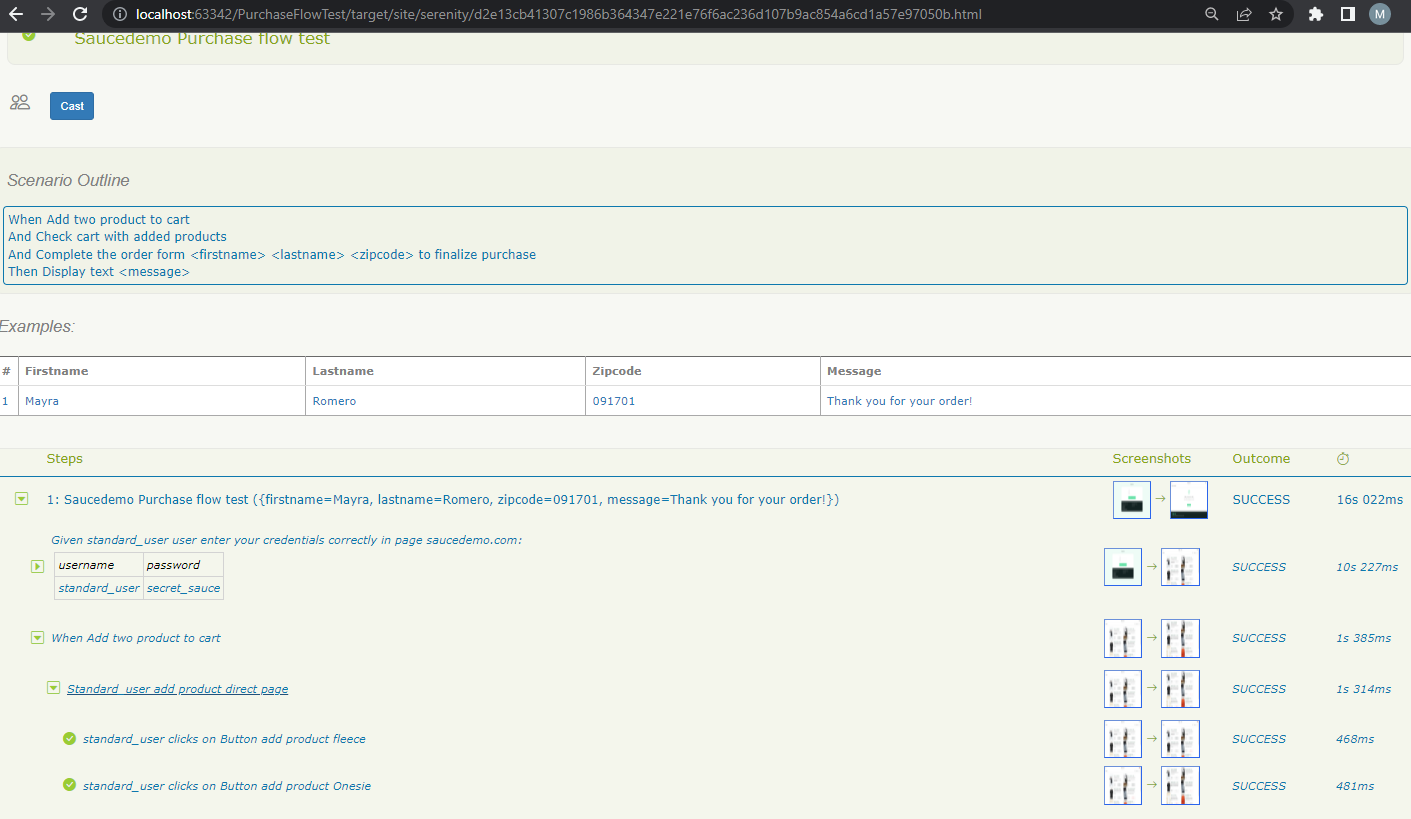 localhost:63342/PurchaseFlowTest/target/site/serenity/d2e13cb41307c1986b364347e221e76f6ac236d107b9ac854a6cd1a57e97050b.html
M
Saucedemo Purchase flow test
Cast
Scenario Outline
When Add two product to cart
And Check cart with added products
And Complete the order form <firstname> <lastname> <zipcode> to finalize purchase
Then Display text <message>
Examples:
# Firstname Lastname Zipcode Message
1 Mayra Romero 091701 Thank you for your order!
Steps Screenshots Outcome
1: Saucedemo Purchase flow test ({firstname=Mayra, lastname=Romero, zipcode=091701, message=Thank you for your order!}) SUCCESS 16s 022ms
Given standard_user user enter your credentials correctly in page saucedemo.com:
username password
standard_user secret_sauce
SUCCESS 10s 227ms
When Add two product to cart SUCCESS 1s 385ms
Standard_user add product direct page SUCCESS 1s 314ms
standard_user clicks on Button add product fleece SUCCESS 468ms
standard_user clicks on Button add product Onesie SUCCESS 481ms